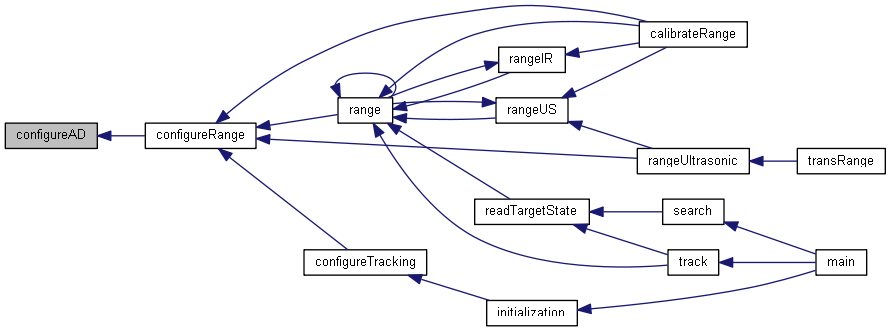 calibrateRange
rangeIR
range
rangeUS
configureAD
configureRange
rangeUltrasonic
transRange
readTargetState
search
configureTracking
track
main
initialization